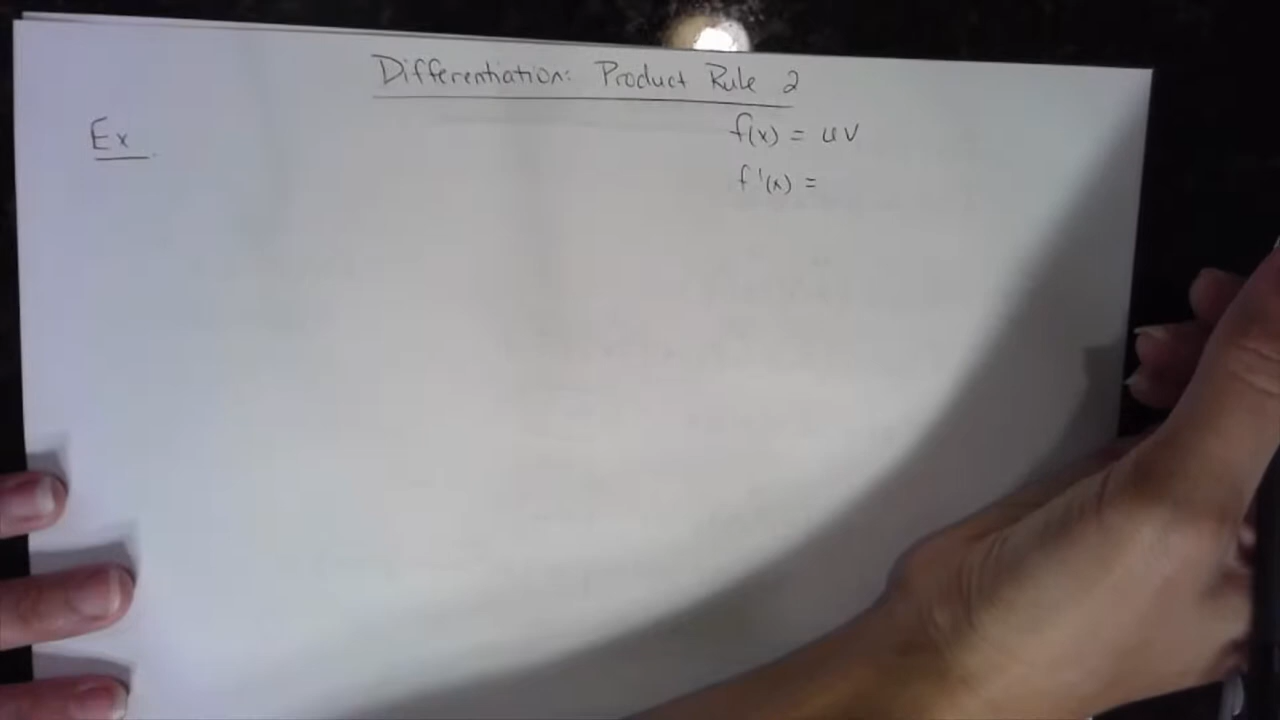 Differentiation: Product Rule 2
Ex
f(x) = uv
f'(x) =